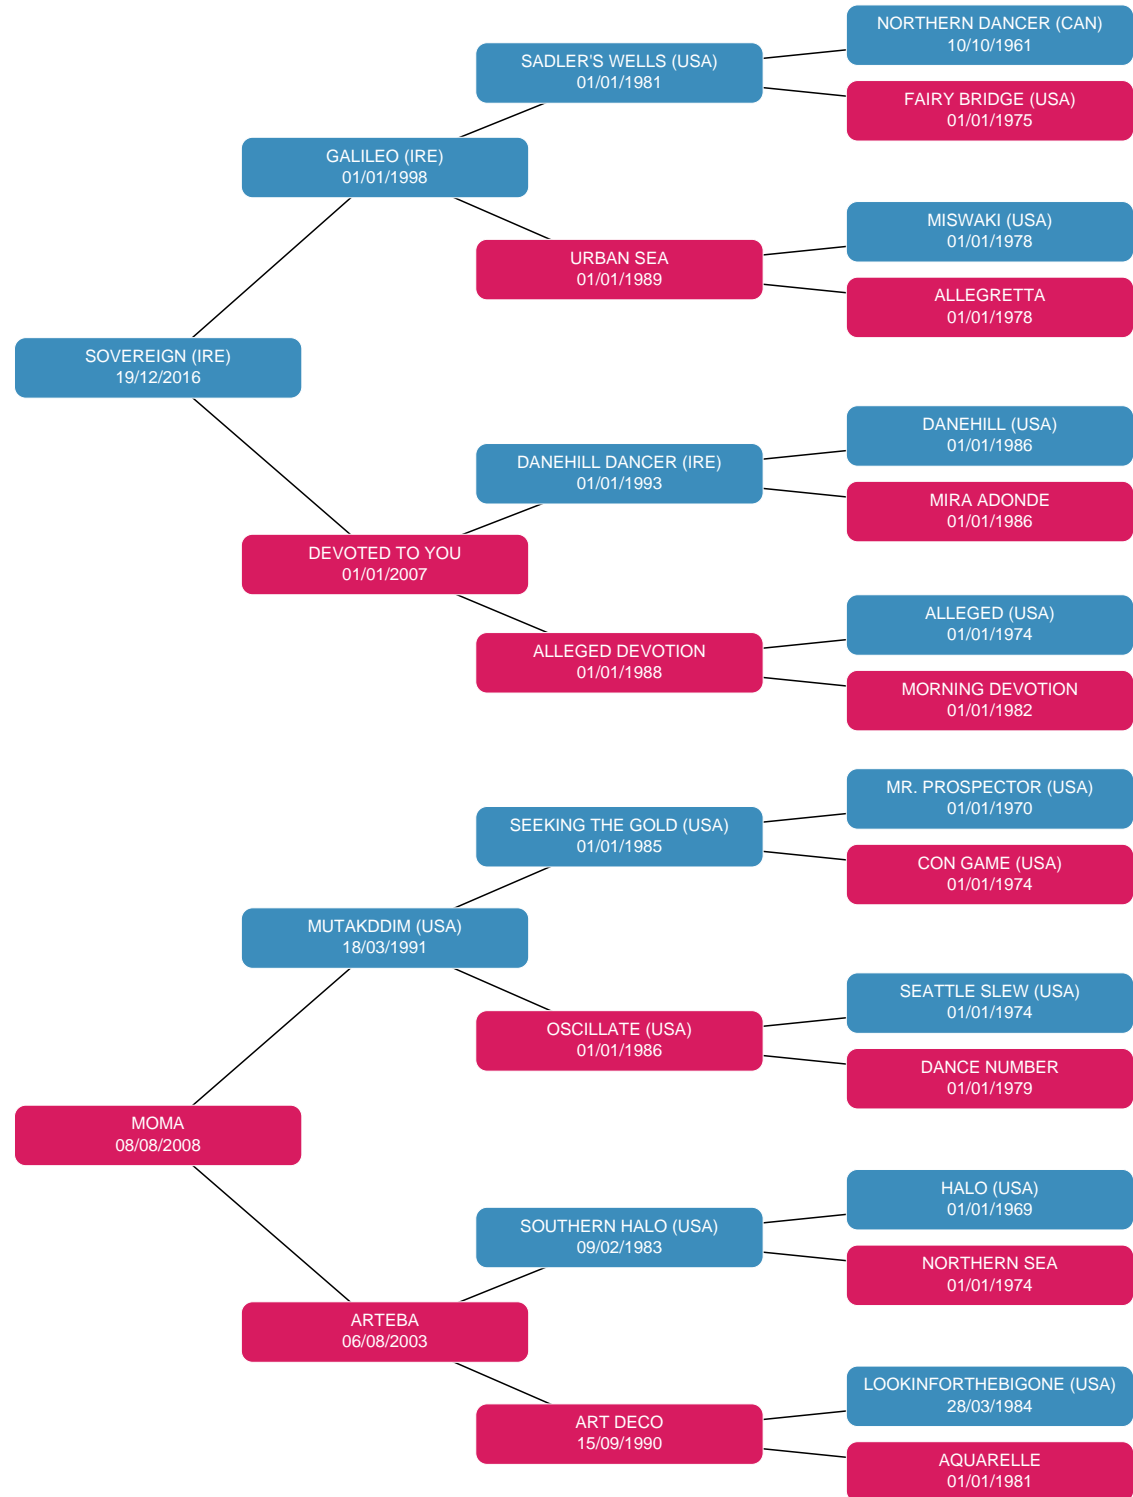 NORTHERN DANCER (CAN)
10/10/1961
SADLER'S WELLS (USA)
01/01/1981
FAIRY BRIDGE (USA)
01/01/1975
GALILEO (IRE)
01/01/1998
MISWAKI (USA)
01/01/1978
URBAN SEA
01/01/1989
ALLEGRETTA
01/01/1978
SOVEREIGN (IRE)
19/12/2016
DANEHILL (USA)
01/01/1986
DANEHILL DANCER (IRE)
01/01/1993
MIRA ADONDE
01/01/1986
DEVOTED TO YOU
01/01/2007
ALLEGED (USA)
01/01/1974
ALLEGED DEVOTION
01/01/1988
MORNING DEVOTION
01/01/1982
MR. PROSPECTOR (USA)
01/01/1970
SEEKING THE GOLD (USA)
01/01/1985
CON GAME (USA)
01/01/1974
MUTAKDDIM (USA)
18/03/1991
SEATTLE SLEW (USA)
01/01/1974
OSCILLATE (USA)
01/01/1986
DANCE NUMBER
01/01/1979
MOMA
08/08/2008
HALO (USA)
01/01/1969
SOUTHERN HALO (USA)
09/02/1983
NORTHERN SEA
01/01/1974
ARTEBA
06/08/2003
LOOKINFORTHEBIGONE (USA)
28/03/1984
ART DECO
15/09/1990
AQUARELLE
01/01/1981